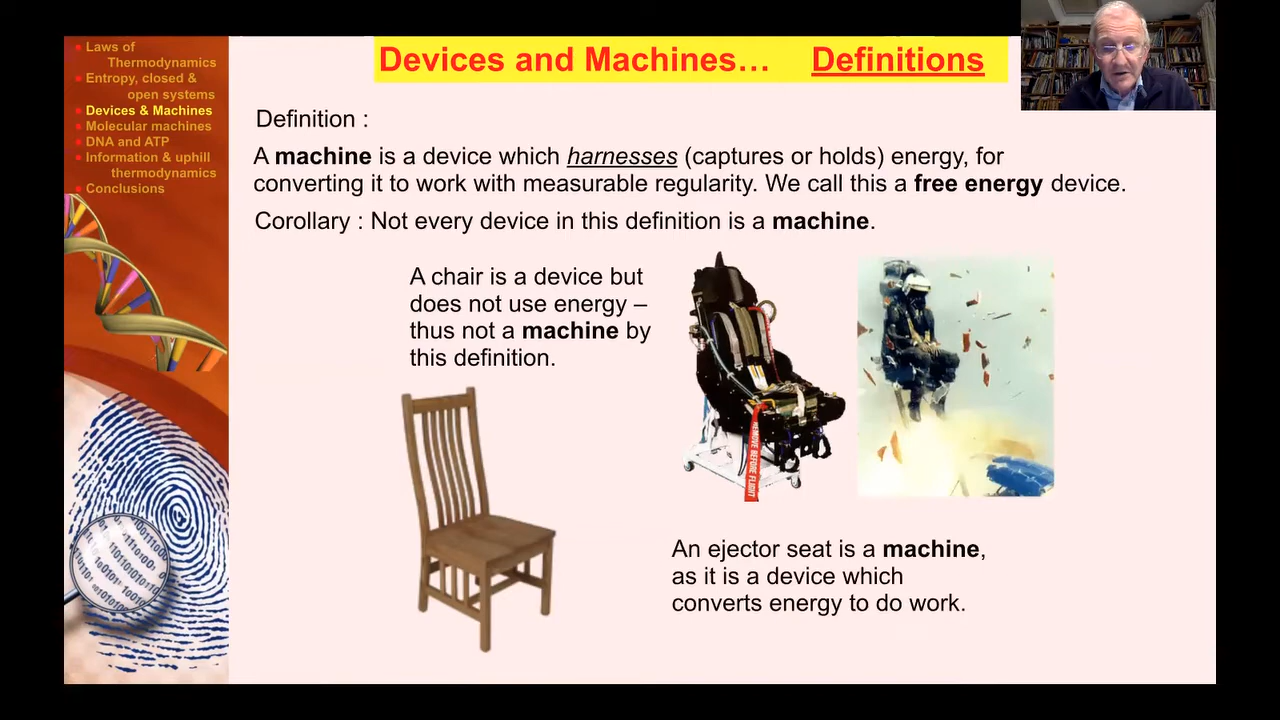 Laws of
Thermodynamics
Entropy, closed &
open systems
Devices & Machines
Molecular machines
DNA and ATP
Information & uphill
thermodynamics
Conclusions
Devices and Machines… Definitions
Definition :
A machine is a device which harnesses (captures or holds) energy, for
converting it to work with measurable regularity. We call this a free energy device.
Corollary : Not every device in this definition is a machine.
A chair is a device but
does not use energy –
thus not a machine by
this definition.
REMOVE BEFORE FLIGHT
An ejector seat is a machine,
as it is a device which
converts energy to do work.